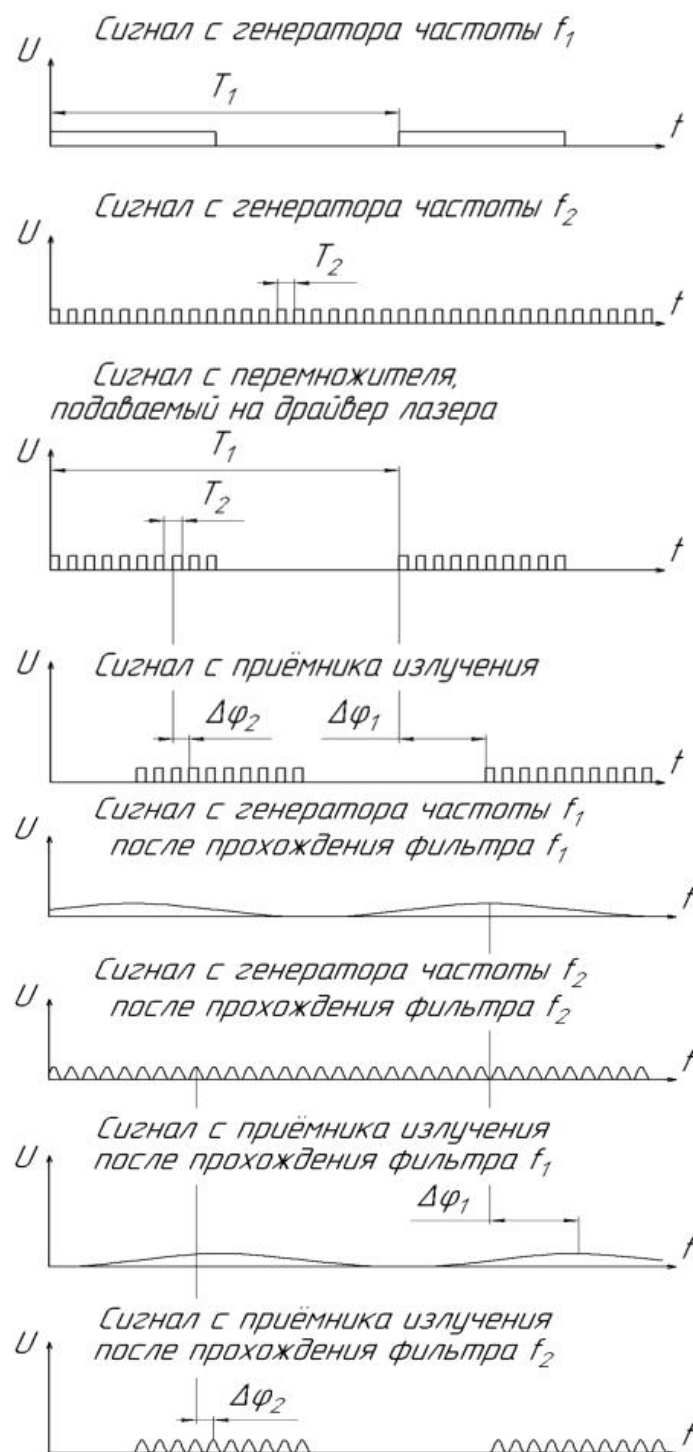 Сигнал с генератора частоты f₁
U
T₁
t
Сигнал с генератора частоты f₂
U
T₂
t
Сигнал с перемножителя,
подаваемый на драйвер лазера
U
T₁
T₂
t
U
Сигнал с приёмника излучения
Δφ₂ Δφ₁
t
Сигнал с генератора частоты f₁
U
после прохождения фильтра f₁
t
Сигнал с генератора частоты f₂
U
после прохождения фильтра f₂
t
Сигнал с приёмника излучения
U
после прохождения фильтра f₁
Δφ₁
t
Сигнал с приёмника излучения
U
после прохождения фильтра f₂
Δφ₂
t